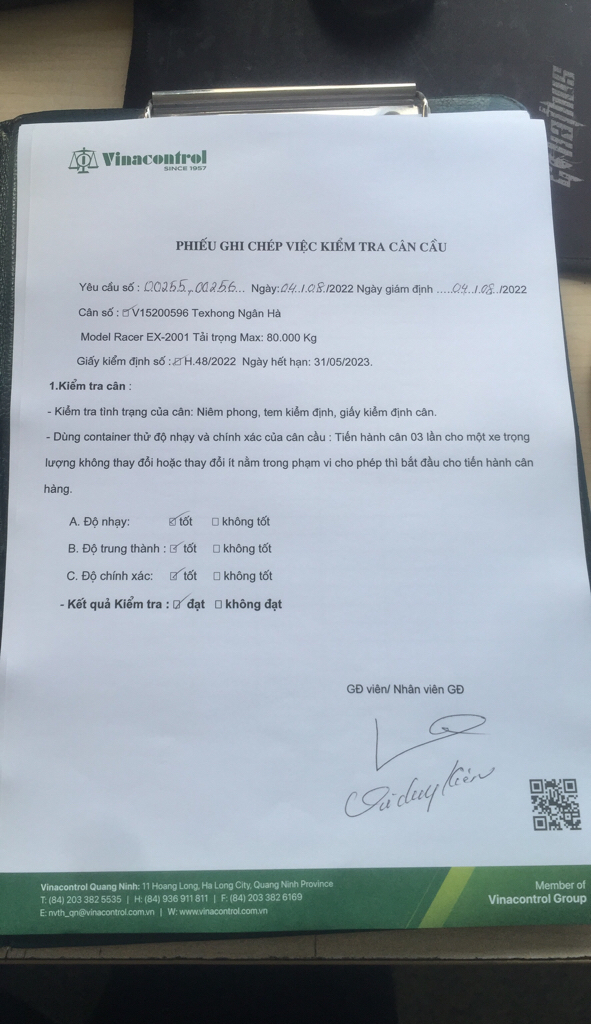 Vinacontrol
SINCE 1957
PHIẾU GHI CHÉP VIỆC KIỂM TRA CÂN CẦU
Yêu cầu số : 00255, 00256... Ngày:04./.08./2022 Ngày giám định .....04../.08../2022
Cân số : ☑V15200596 Texhong Ngân Hà
Model Racer EX-2001 Tải trọng Max: 80.000 Kg
Giấy kiểm định số :☑H.48/2022 Ngày hết hạn: 31/05/2023.
1.Kiểm tra cân :
- Kiểm tra tình trạng của cân: Niêm phong, tem kiểm định, giấy kiểm định cân.
- Dùng container thử độ nhạy và chính xác của cân cầu : Tiến hành cân 03 lần cho một xe trọng
lượng không thay đổi hoặc thay đổi ít nằm trong phạm vi cho phép thì bắt đầu cho tiến hành cân
hàng.
A. Độ nhạy: ☑ tốt ☐ không tốt
B. Độ trung thành : ☑ tốt ☐ không tốt
C. Độ chính xác: ☑ tốt ☐ không tốt
- Kết quả Kiểm tra : ☑ đạt ☐ không đạt
GĐ viên/ Nhân viên GĐ
duy Kiên
Vinacontrol Quang Ninh: 11 Hoang Long, Ha Long City, Quang Ninh Province
T: (84) 203 382 5535 | H: (84) 936 911 811 | F: (84) 203 382 6169
E: nvth_qn@vinacontrol.com.vn | W: www.vinacontrol.com.vn
Member of
Vinacontrol Group